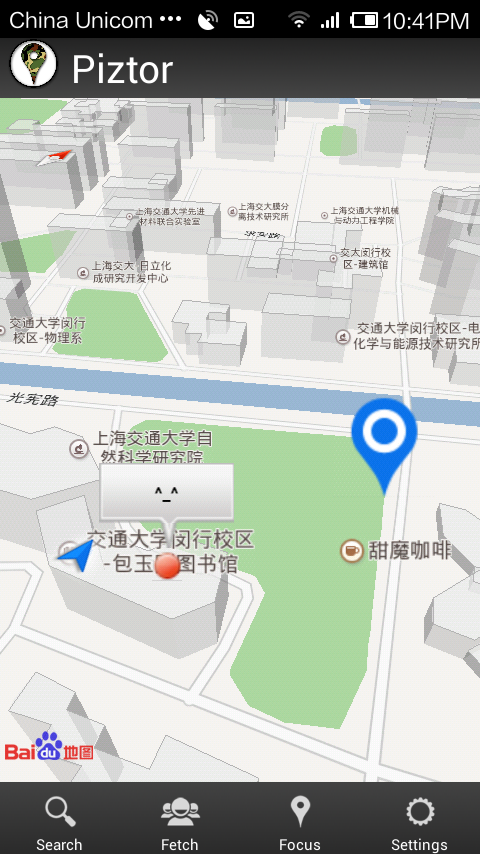 China Unicom ••• 10:41PM
Piztor
上海交通大学先进
材料联合实验室
上海交大膜分
离技术研究所
上海交通大学机械
与动力工程学院
交大闵行校
区-建筑馆
上海交大-日立化
成研究开发中心
交通大学闵行
校区-物理系
交通大学闵行校区-电
化学与能源技术研究所
光宪路
上海交通大学自
然科学研究院
^_^
交通大学闵行校区
-包玉
图书馆
甜魔咖啡
Bai du 地图
Search
Fetch
Focus
Settings